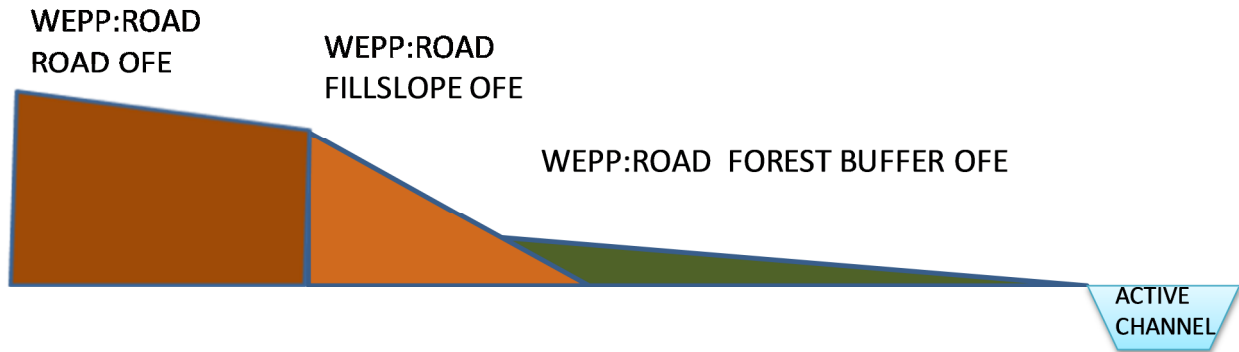 WEPP:ROAD
ROAD OFE
WEPP:ROAD
FILLSLOPE OFE
WEPP:ROAD FOREST BUFFER OFE
ACTIVE
CHANNEL